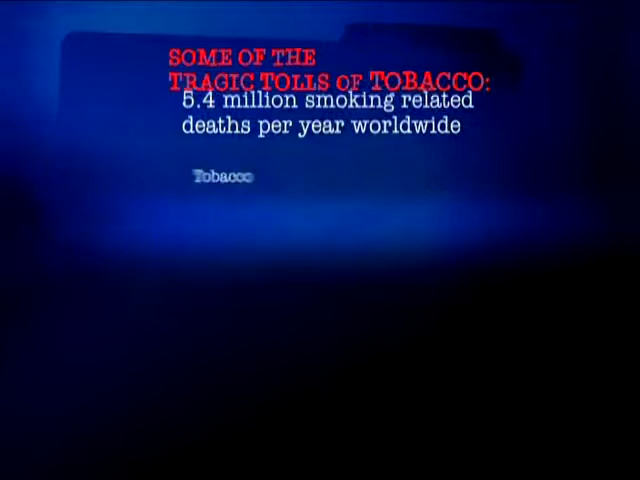 SOME OF THE
TRAGIC TOLLS OF TOBACCO:
5.4 million smoking related
deaths per year worldwide
Tobacco